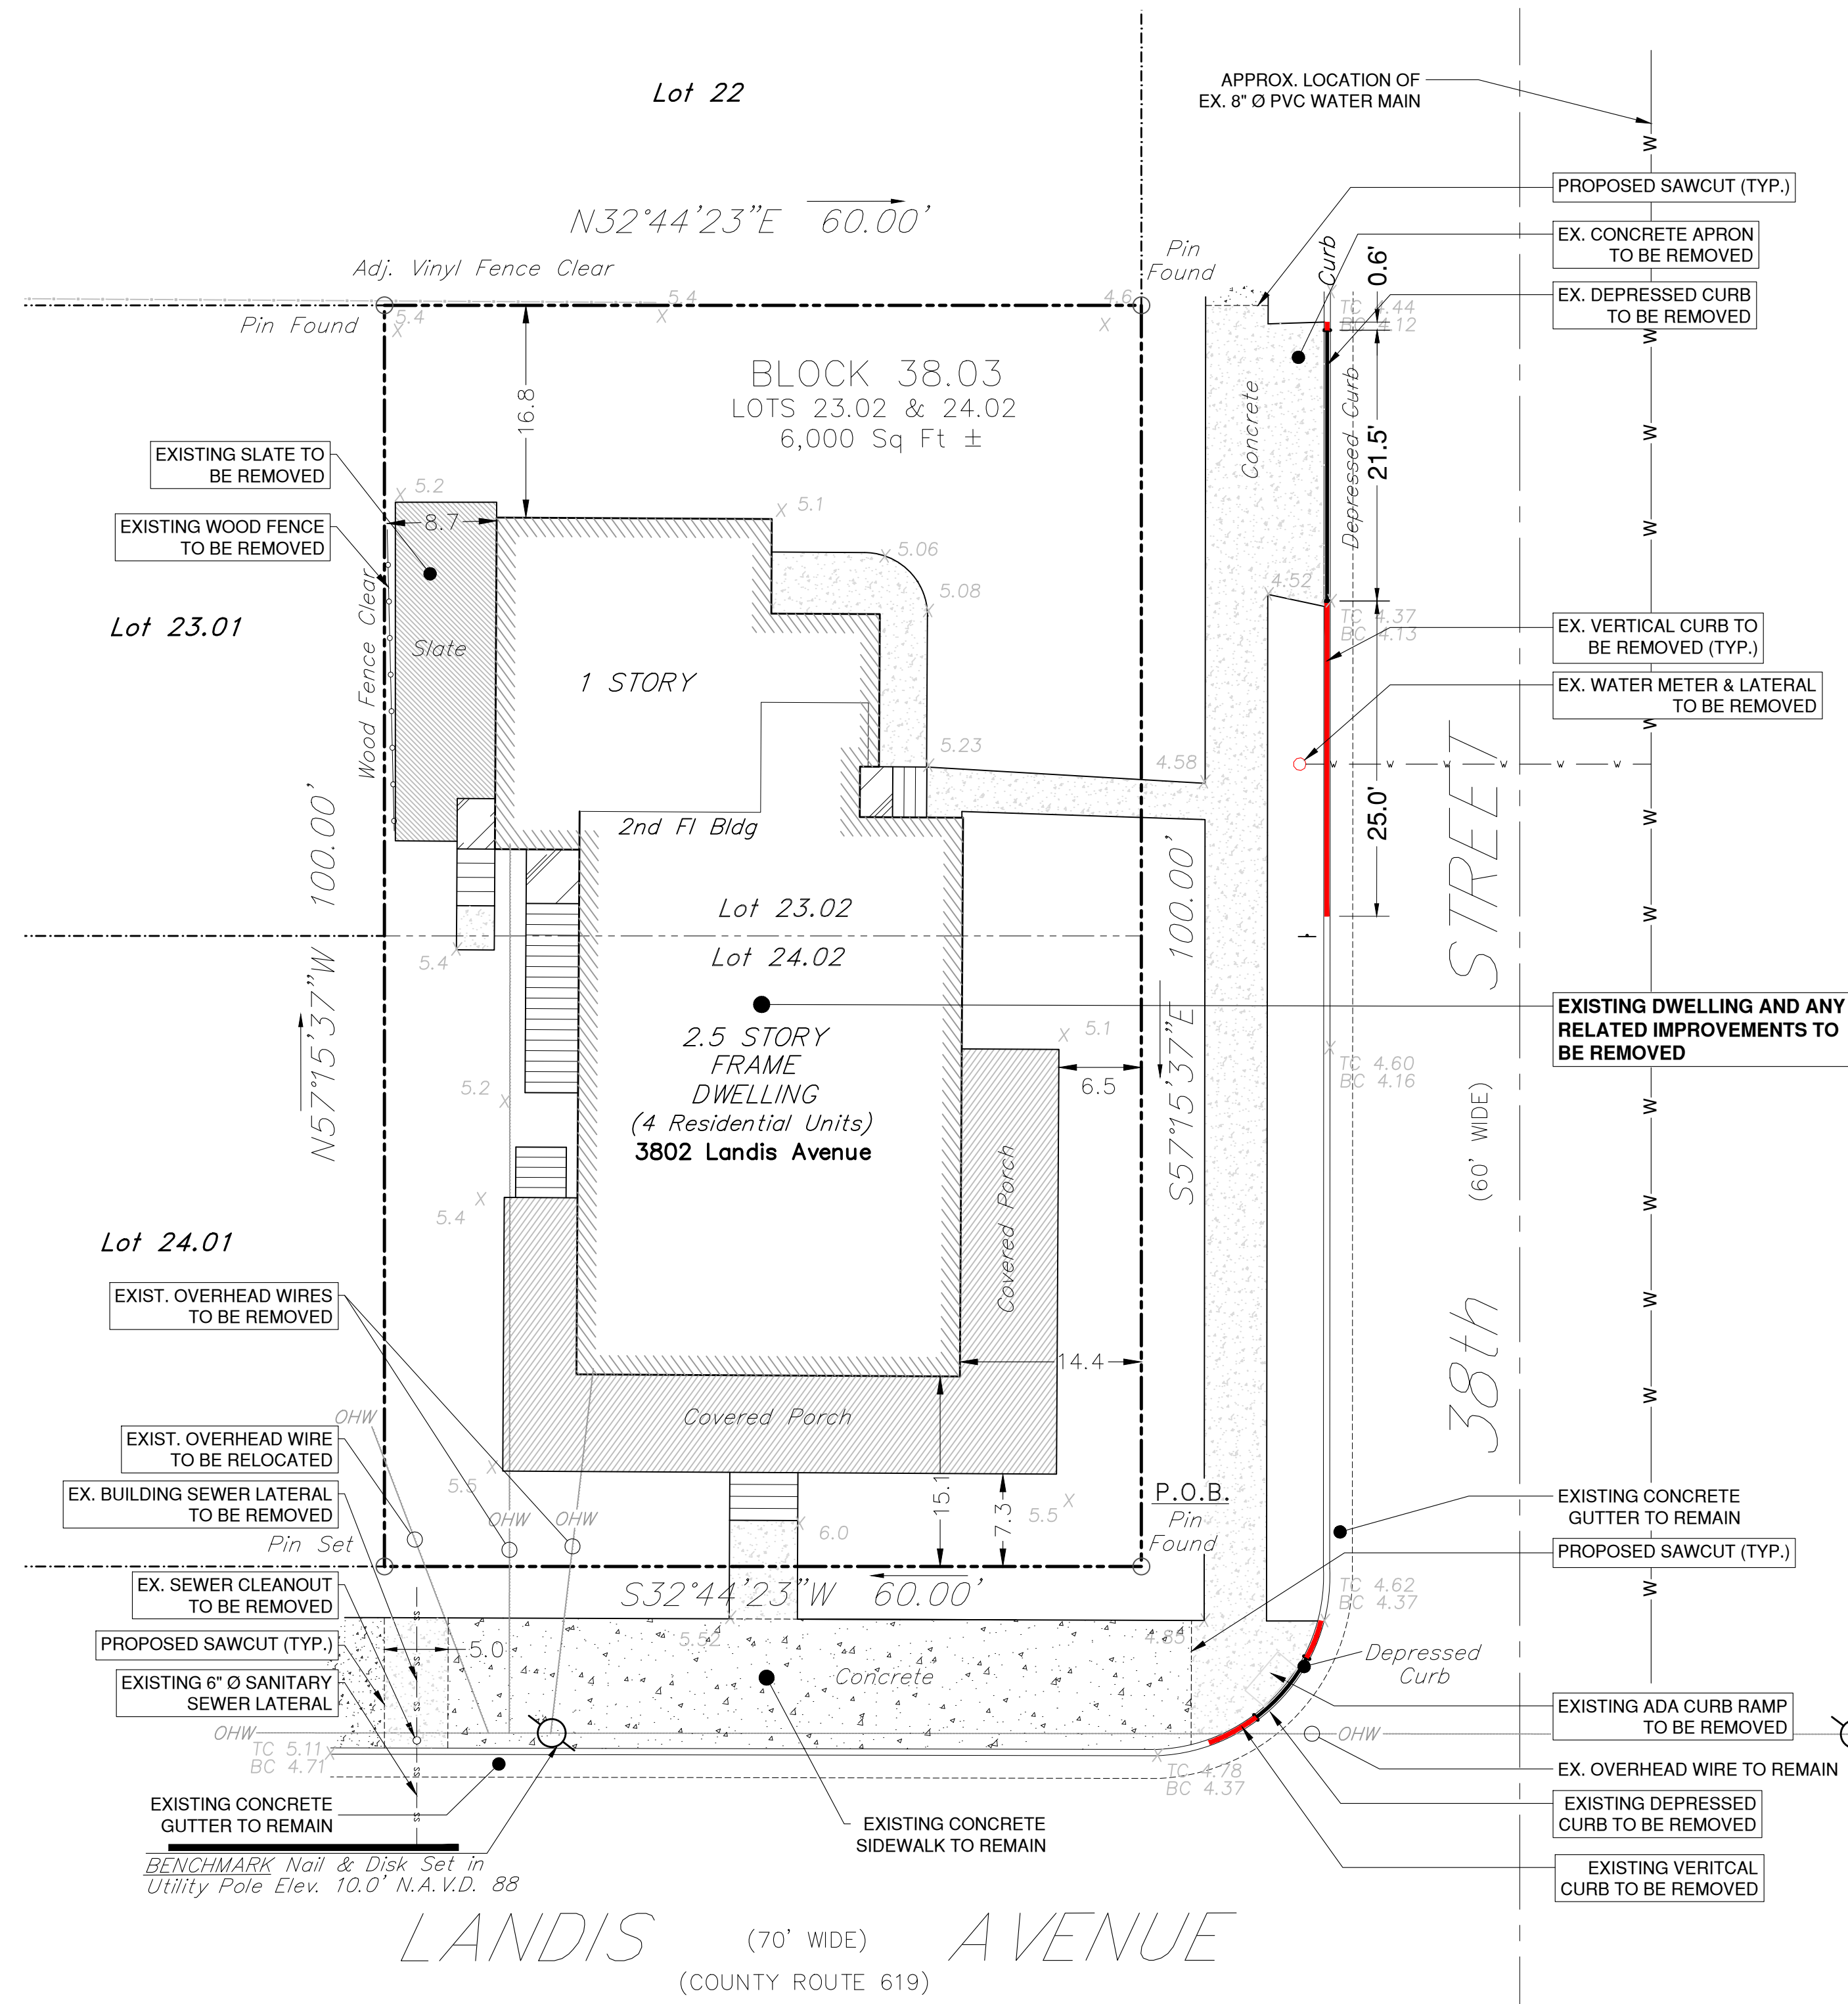 Lot 22
APPROX. LOCATION OF
EX. 8" Ø PVC WATER MAIN
W
PROPOSED SAWCUT (TYP.)
N32°44'23"E 60.00'
EX. CONCRETE APRON
TO BE REMOVED
Pin
Found
Curb
0.6'
Adj. Vinyl Fence Clear
EX. DEPRESSED CURB
TO BE REMOVED
5.4
4.6
TC 4.44
BC 4.12
Pin Found
5.4
W
BLOCK 38.03
LOTS 23.02 & 24.02
6,000 Sq Ft ±
16.8
Concrete
Depressed Curb
21.5'
W
EXISTING SLATE TO
BE REMOVED
5.2
5.1
EXISTING WOOD FENCE
TO BE REMOVED
8.7
W
5.06
5.08
4.52
Wood Fence Clear
Lot 23.01
TC 4.37
BC 4.13
EX. VERTICAL CURB TO
BE REMOVED (TYP.)
Slate
1 STORY
EX. WATER METER & LATERAL
TO BE REMOVED
W
5.23
4.58
W W W W W W
25.0'
2nd Fl Bldg
W
N57°15'37"W 100.00'
S57°15'37"E 100.00'
STREET
Lot 23.02
W
Lot 24.02
5.4
EXISTING DWELLING AND ANY
RELATED IMPROVEMENTS TO
BE REMOVED
2.5 STORY
FRAME
DWELLING
(4 Residential Units)
3802 Landis Avenue
5.1
TC 4.60
BC 4.16
6.5
5.2
W
(60' WIDE)
Covered Porch
5.4
W
Lot 24.01
EXIST. OVERHEAD WIRES
TO BE REMOVED
W
38th
14.4
W
OHW
Covered Porch
EXIST. OVERHEAD WIRE
TO BE RELOCATED
5.5
EX. BUILDING SEWER LATERAL
TO BE REMOVED
15.1
7.3
5.5
P.O.B.
Pin
Found
EXISTING CONCRETE
GUTTER TO REMAIN
OHW
OHW
6.0
Pin Set
PROPOSED SAWCUT (TYP.)
EX. SEWER CLEANOUT
TO BE REMOVED
S32°44'23"W 60.00'
TC 4.62
BC 4.37
W
SS
PROPOSED SAWCUT (TYP.)
5.0
5.52
4.85
Depressed
Curb
SS
Concrete
EXISTING 6" Ø SANITARY
SEWER LATERAL
SS
EXISTING ADA CURB RAMP
TO BE REMOVED
OHW
OHW
TC 5.11
BC 4.71
TC 4.78
BC 4.37
EX. OVERHEAD WIRE TO REMAIN
SS
EXISTING CONCRETE
GUTTER TO REMAIN
SS
EXISTING CONCRETE
SIDEWALK TO REMAIN
EXISTING DEPRESSED
CURB TO BE REMOVED
BENCHMARK Nail & Disk Set in
Utility Pole Elev. 10.0' N.A.V.D. 88
EXISTING VERITCAL
CURB TO BE REMOVED
LANDIS (70' WIDE) AVENUE
(COUNTY ROUTE 619)